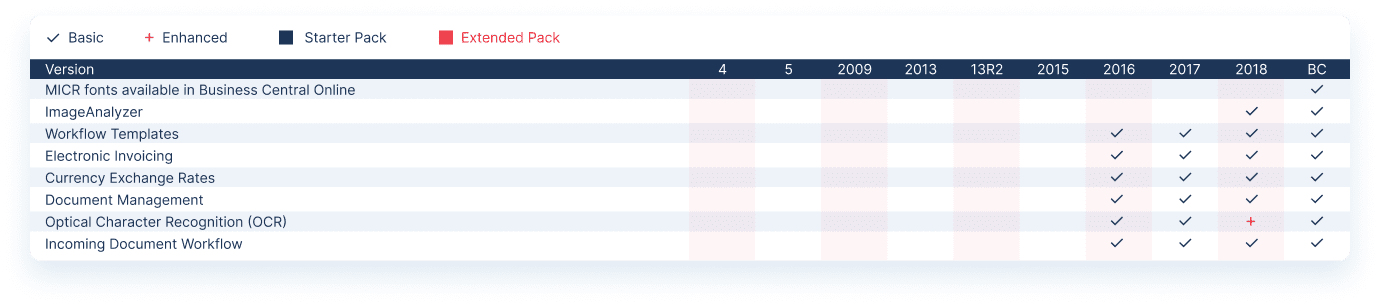 ✓ Basic + Enhanced Starter Pack Extended Pack
Version 4 5 2009 2013 13R2 2015 2016 2017 2018 BC
MICR fonts available in Business Central Online ✓
ImageAnalyzer ✓ ✓
Workflow Templates ✓ ✓ ✓ ✓
Electronic Invoicing ✓ ✓ ✓ ✓
Currency Exchange Rates ✓ ✓ ✓ ✓
Document Management ✓ ✓ ✓ ✓
Optical Character Recognition (OCR) ✓ ✓ + ✓
Incoming Document Workflow ✓ ✓ ✓ ✓